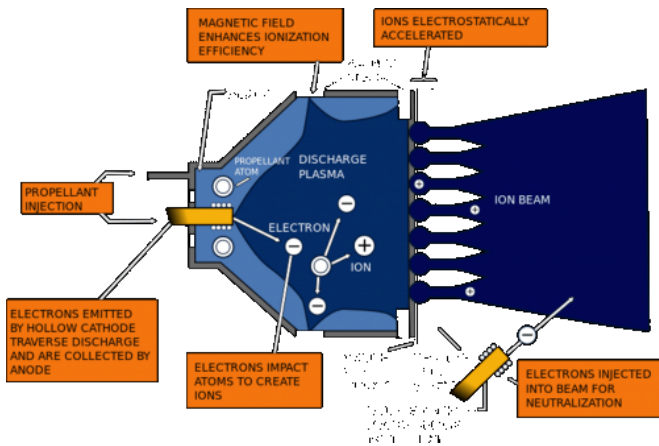 MAGNETIC FIELD
ENHANCES IONIZATION
EFFICIENCY
IONS ELECTROSTATICALLY
ACCELERATED
PROPELLANT
ATOM
DISCHARGE
PLASMA
PROPELLANT
INJECTION
ELECTRON
ION
ION BEAM
ELECTRONS EMITTED
BY HOLLOW CATHODE
TRAVERSE DISCHARGE
AND ARE COLLECTED BY
ANODE
ELECTRONS IMPACT
ATOMS TO CREATE
IONS
ELECTRONS INJECTED
INTO BEAM FOR
NEUTRALIZATION